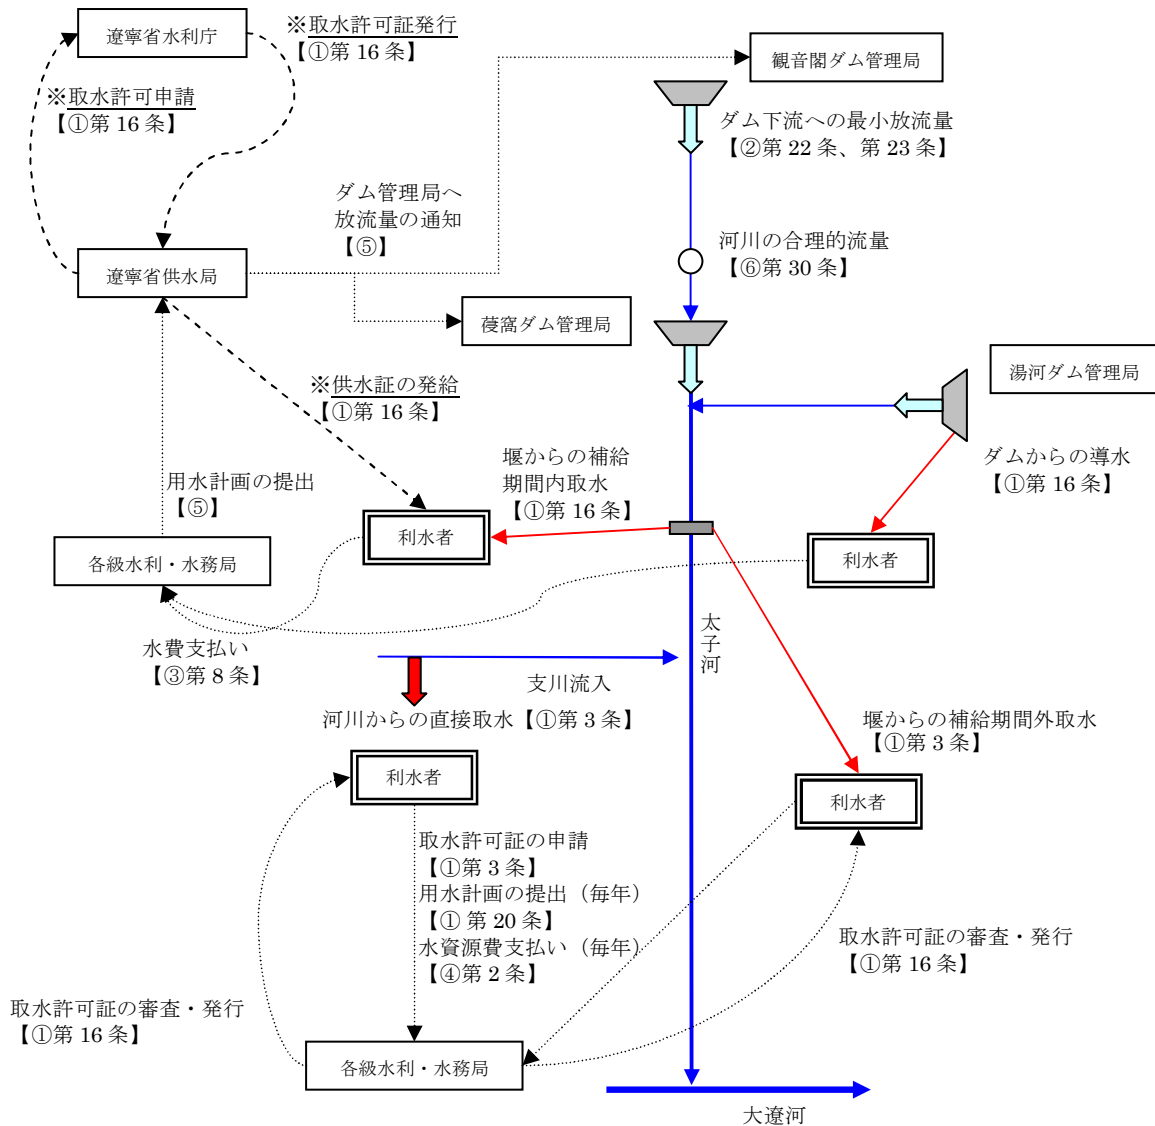 遼寧省水利庁
※取水許可証発行
【①第 16 条】
観音閣ダム管理局
※取水許可申請
【①第 16 条】
ダム下流への最小放流量
【②第 22 条、第 23 条】
ダム管理局へ
放流量の通知
【⑤】
河川の合理的流量
【⑥第 30 条】
遼寧省供水局
葠窩ダム管理局
湯河ダム管理局
※供水証の発給
【①第 16 条】
堰からの補給
期間内取水
【①第 16 条】
ダムからの導水
【①第 16 条】
用水計画の提出
【⑤】
利水者
各級水利・水務局
利水者
水費支払い
【③第 8 条】
太子河
支川流入
河川からの直接取水【①第 3 条】
堰からの補給期間外取水
【①第 3 条】
利水者
利水者
取水許可証の申請
【①第 3 条】
用水計画の提出（毎年）
【① 第 20 条】
水資源費支払い（毎年）
【④第 2 条】
取水許可証の審査・発行
【①第 16 条】
取水許可証の審査・発行
【①第 16 条】
各級水利・水務局
大遼河